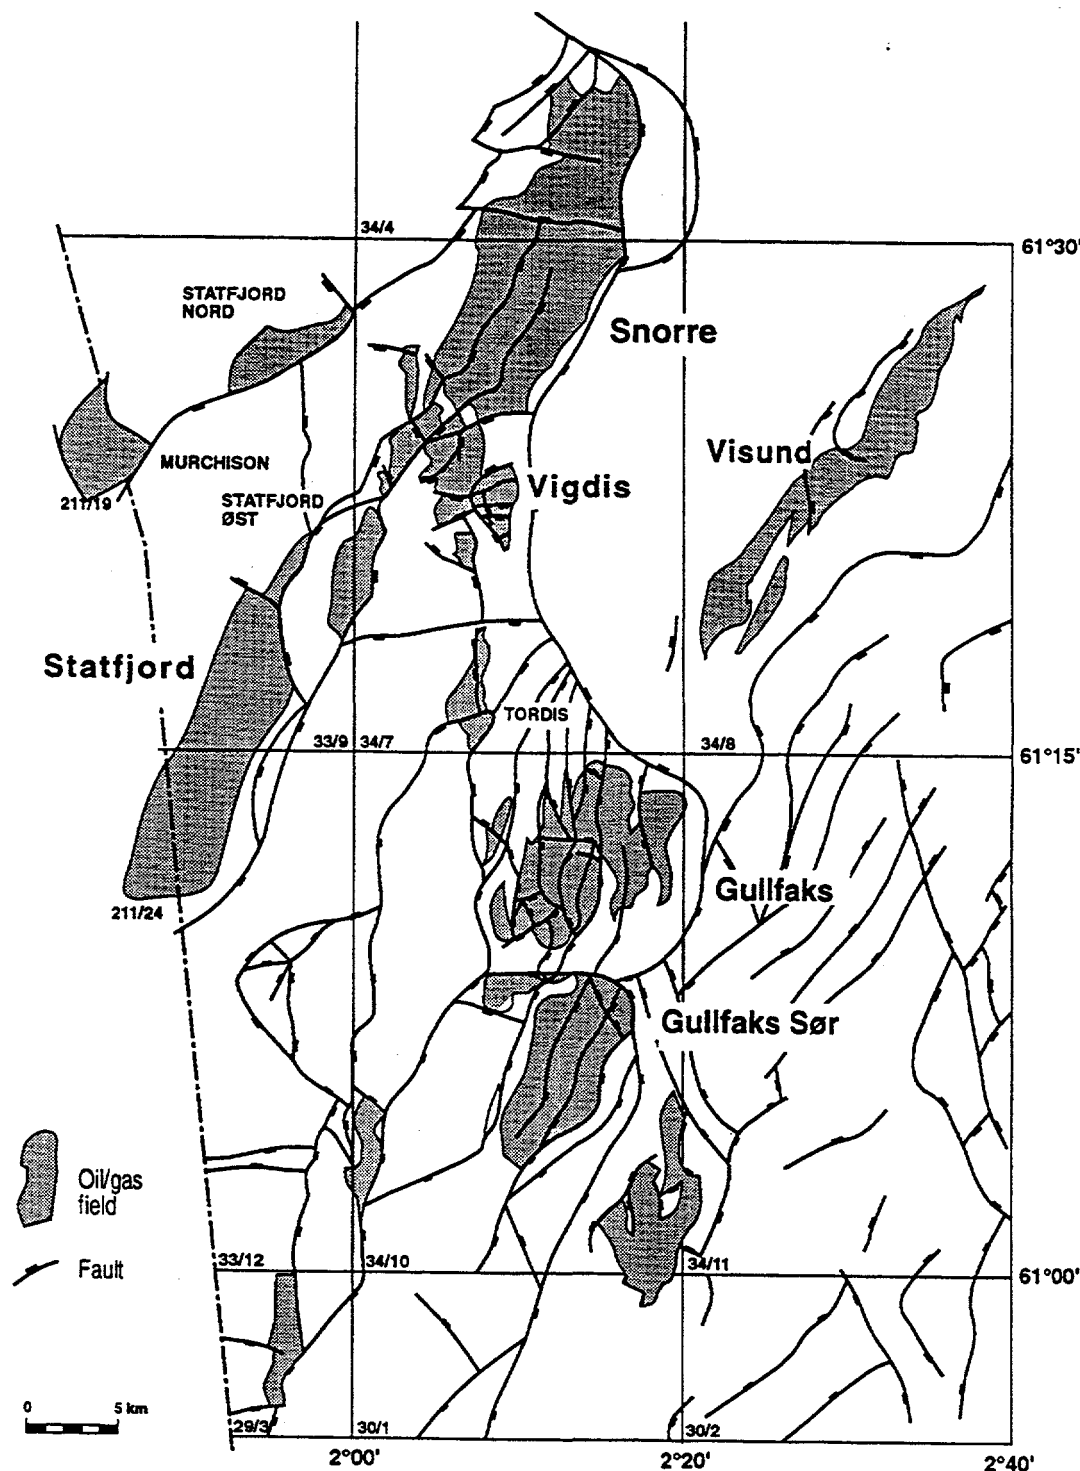 34/4
61°30'
STATFJORD
NORD
Snorre
Visund
MURCHISON
211/19
STATFJORD
ØST
Vigdis
Statfjord
TORDIS
33/9
34/7
34/8
61°15'
Gullfaks
211/24
Gullfaks Sør
Oil/gas
field
Fault
33/12
34/10
34/11
61°00'
0
5 km
29/3
30/1
30/2
2°00'
2°20'
2°40'